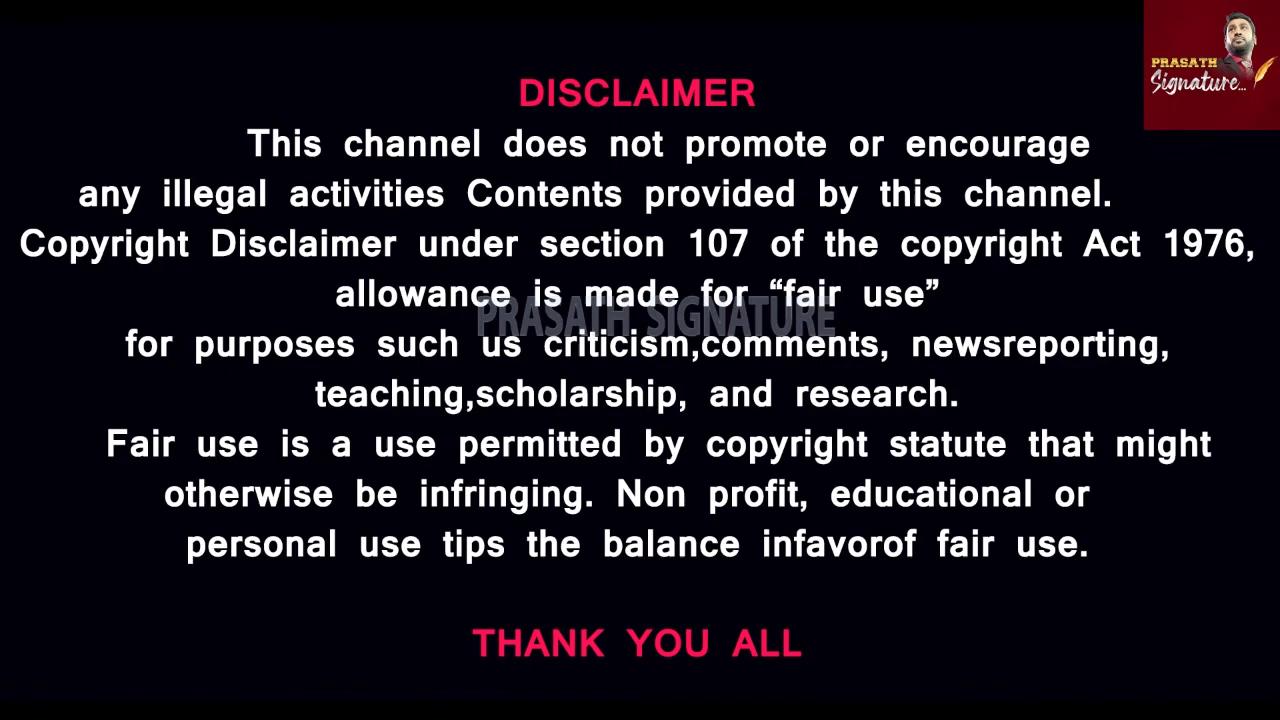 PRASATH
Signature...
DISCLAIMER
This channel does not promote or encourage
any illegal activities Contents provided by this channel.
Copyright Disclaimer under section 107 of the copyright Act 1976,
allowance is made for “fair use”
PRASATH SIGNATURE
for purposes such us criticism,comments, newsreporting,
teaching,scholarship, and research.
Fair use is a use permitted by copyright statute that might
otherwise be infringing. Non profit, educational or
personal use tips the balance infavorof fair use.
THANK YOU ALL